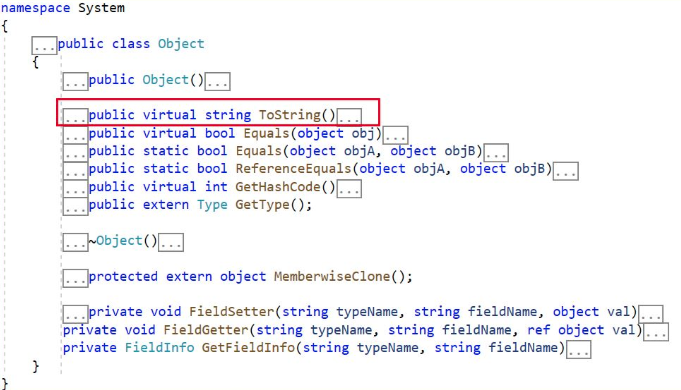 namespace System
{
...public class Object
{
...public Object()...
...public virtual string ToString()...
...public virtual bool Equals(object obj)...
...public static bool Equals(object objA, object objB)...
...public static bool ReferenceEquals(object objA, object objB)...
...public virtual int GetHashCode()...
...public extern Type GetType();
...~Object()...
...protected extern object MemberwiseClone();
...private void FieldSetter(string typeName, string fieldName, object val)...
private void FieldGetter(string typeName, string fieldName, ref object val)...
private FieldInfo GetFieldInfo(string typeName, string fieldName)...
}
}